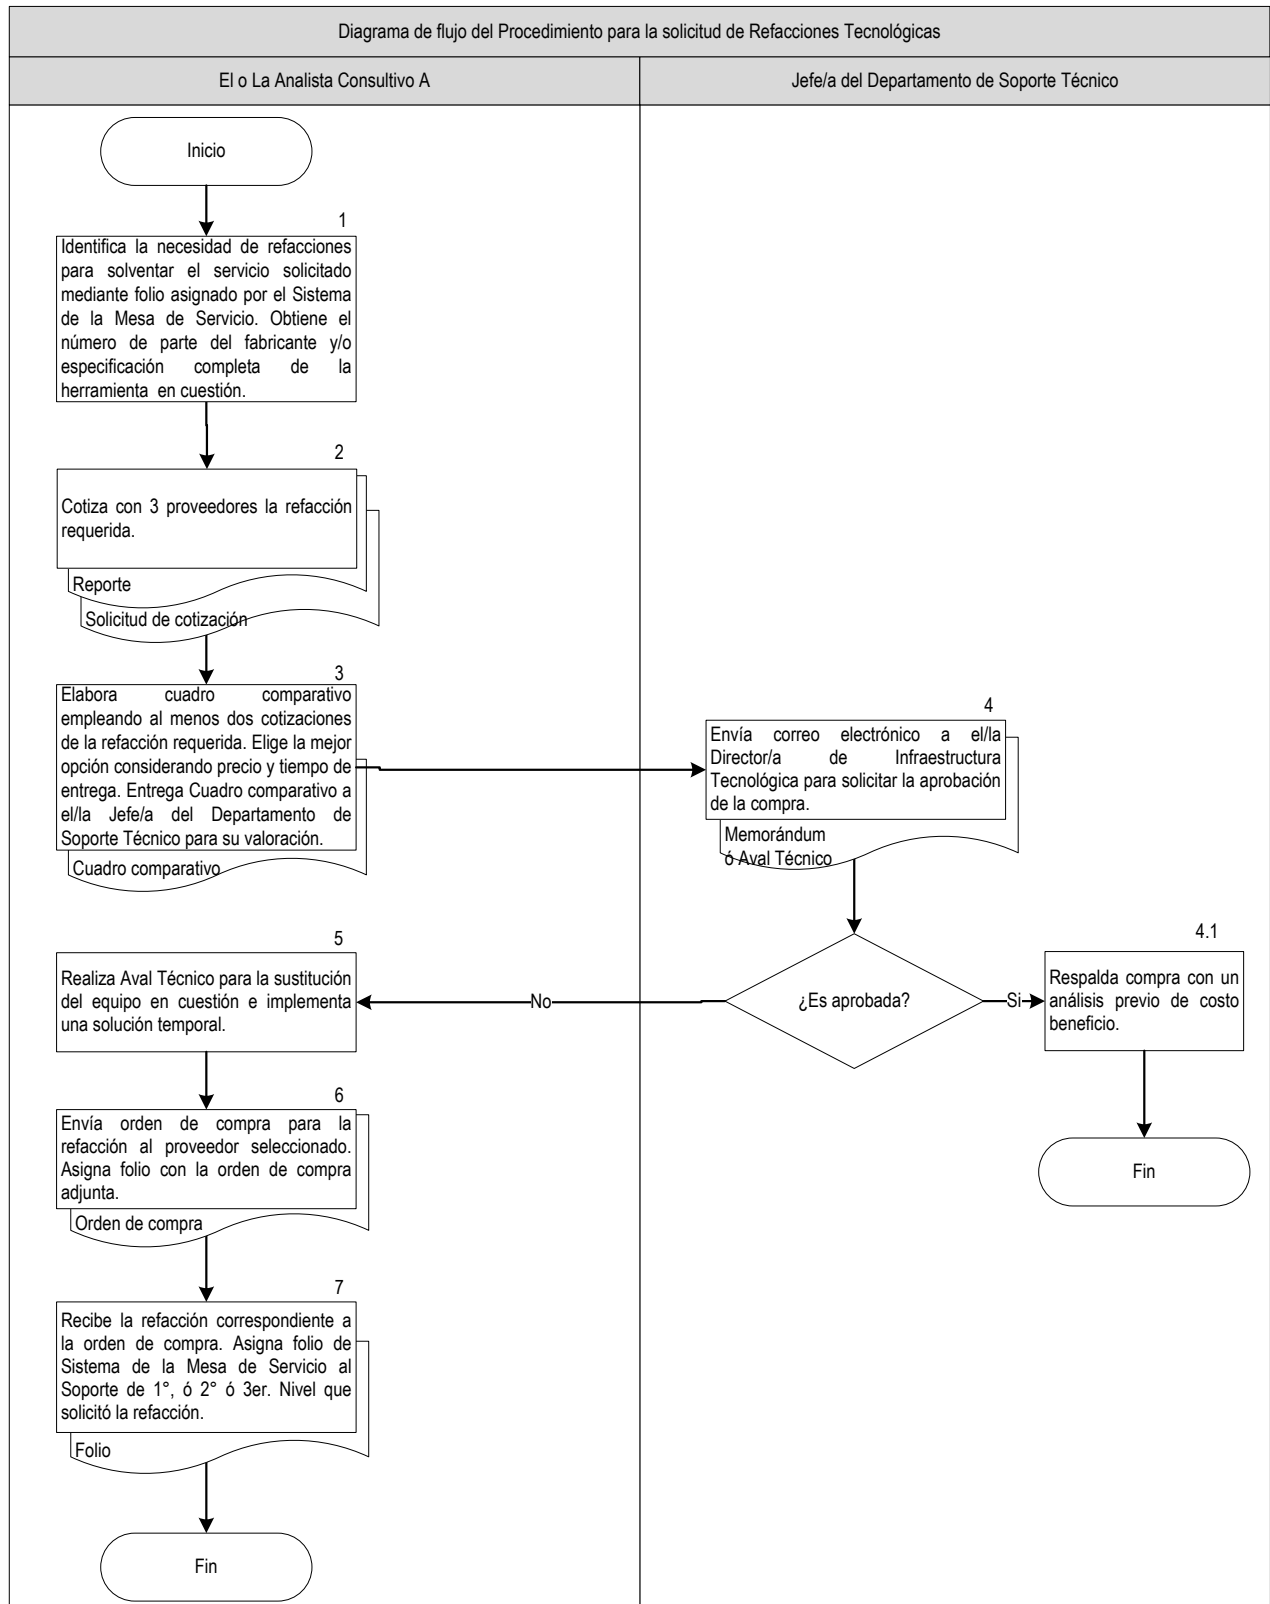 Diagrama de flujo del Procedimiento para la solicitud de Refacciones Tecnológicas
El o La Analista Consultivo A
Jefe/a del Departamento de Soporte Técnico
Inicio
1
Identifica la necesidad de refacciones
para solventar el servicio solicitado
mediante folio asignado por el Sistema
de la Mesa de Servicio. Obtiene el
número de parte del fabricante y/o
especificación completa de la
herramienta en cuestión.
2
Cotiza con 3 proveedores la refacción
requerida.
Reporte
Solicitud de cotización
3
Elabora cuadro comparativo
empleando al menos dos cotizaciones
de la refacción requerida. Elige la mejor
opción considerando precio y tiempo de
entrega. Entrega Cuadro comparativo a
el/la Jefe/a del Departamento de
Soporte Técnico para su valoración.
Cuadro comparativo
4
Envía correo electrónico a el/la
Director/a de Infraestructura
Tecnológica para solicitar la aprobación
de la compra.
Memorándum
ó Aval Técnico
¿Es aprobada?
Si
4.1
Respalda compra con un
análisis previo de costo
beneficio.
Fin
No
5
Realiza Aval Técnico para la sustitución
del equipo en cuestión e implementa
una solución temporal.
6
Envía orden de compra para la
refacción al proveedor seleccionado.
Asigna folio con la orden de compra
adjunta.
Orden de compra
7
Recibe la refacción correspondiente a
la orden de compra. Asigna folio de
Sistema de la Mesa de Servicio al
Soporte de 1°, ó 2° ó 3er. Nivel que
solicitó la refacción.
Folio
Fin